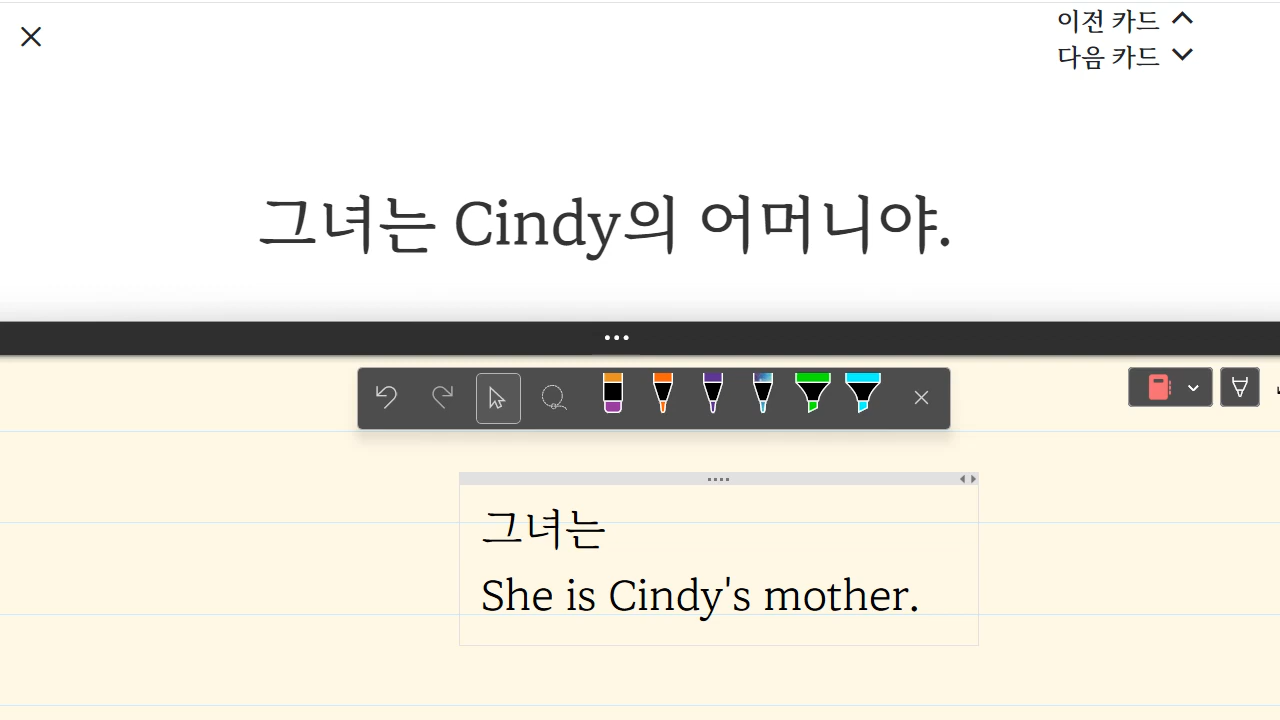 이전 카드
다음 카드
그녀는 Cindy의 어머니야.
그녀는
She is Cindy's mother.